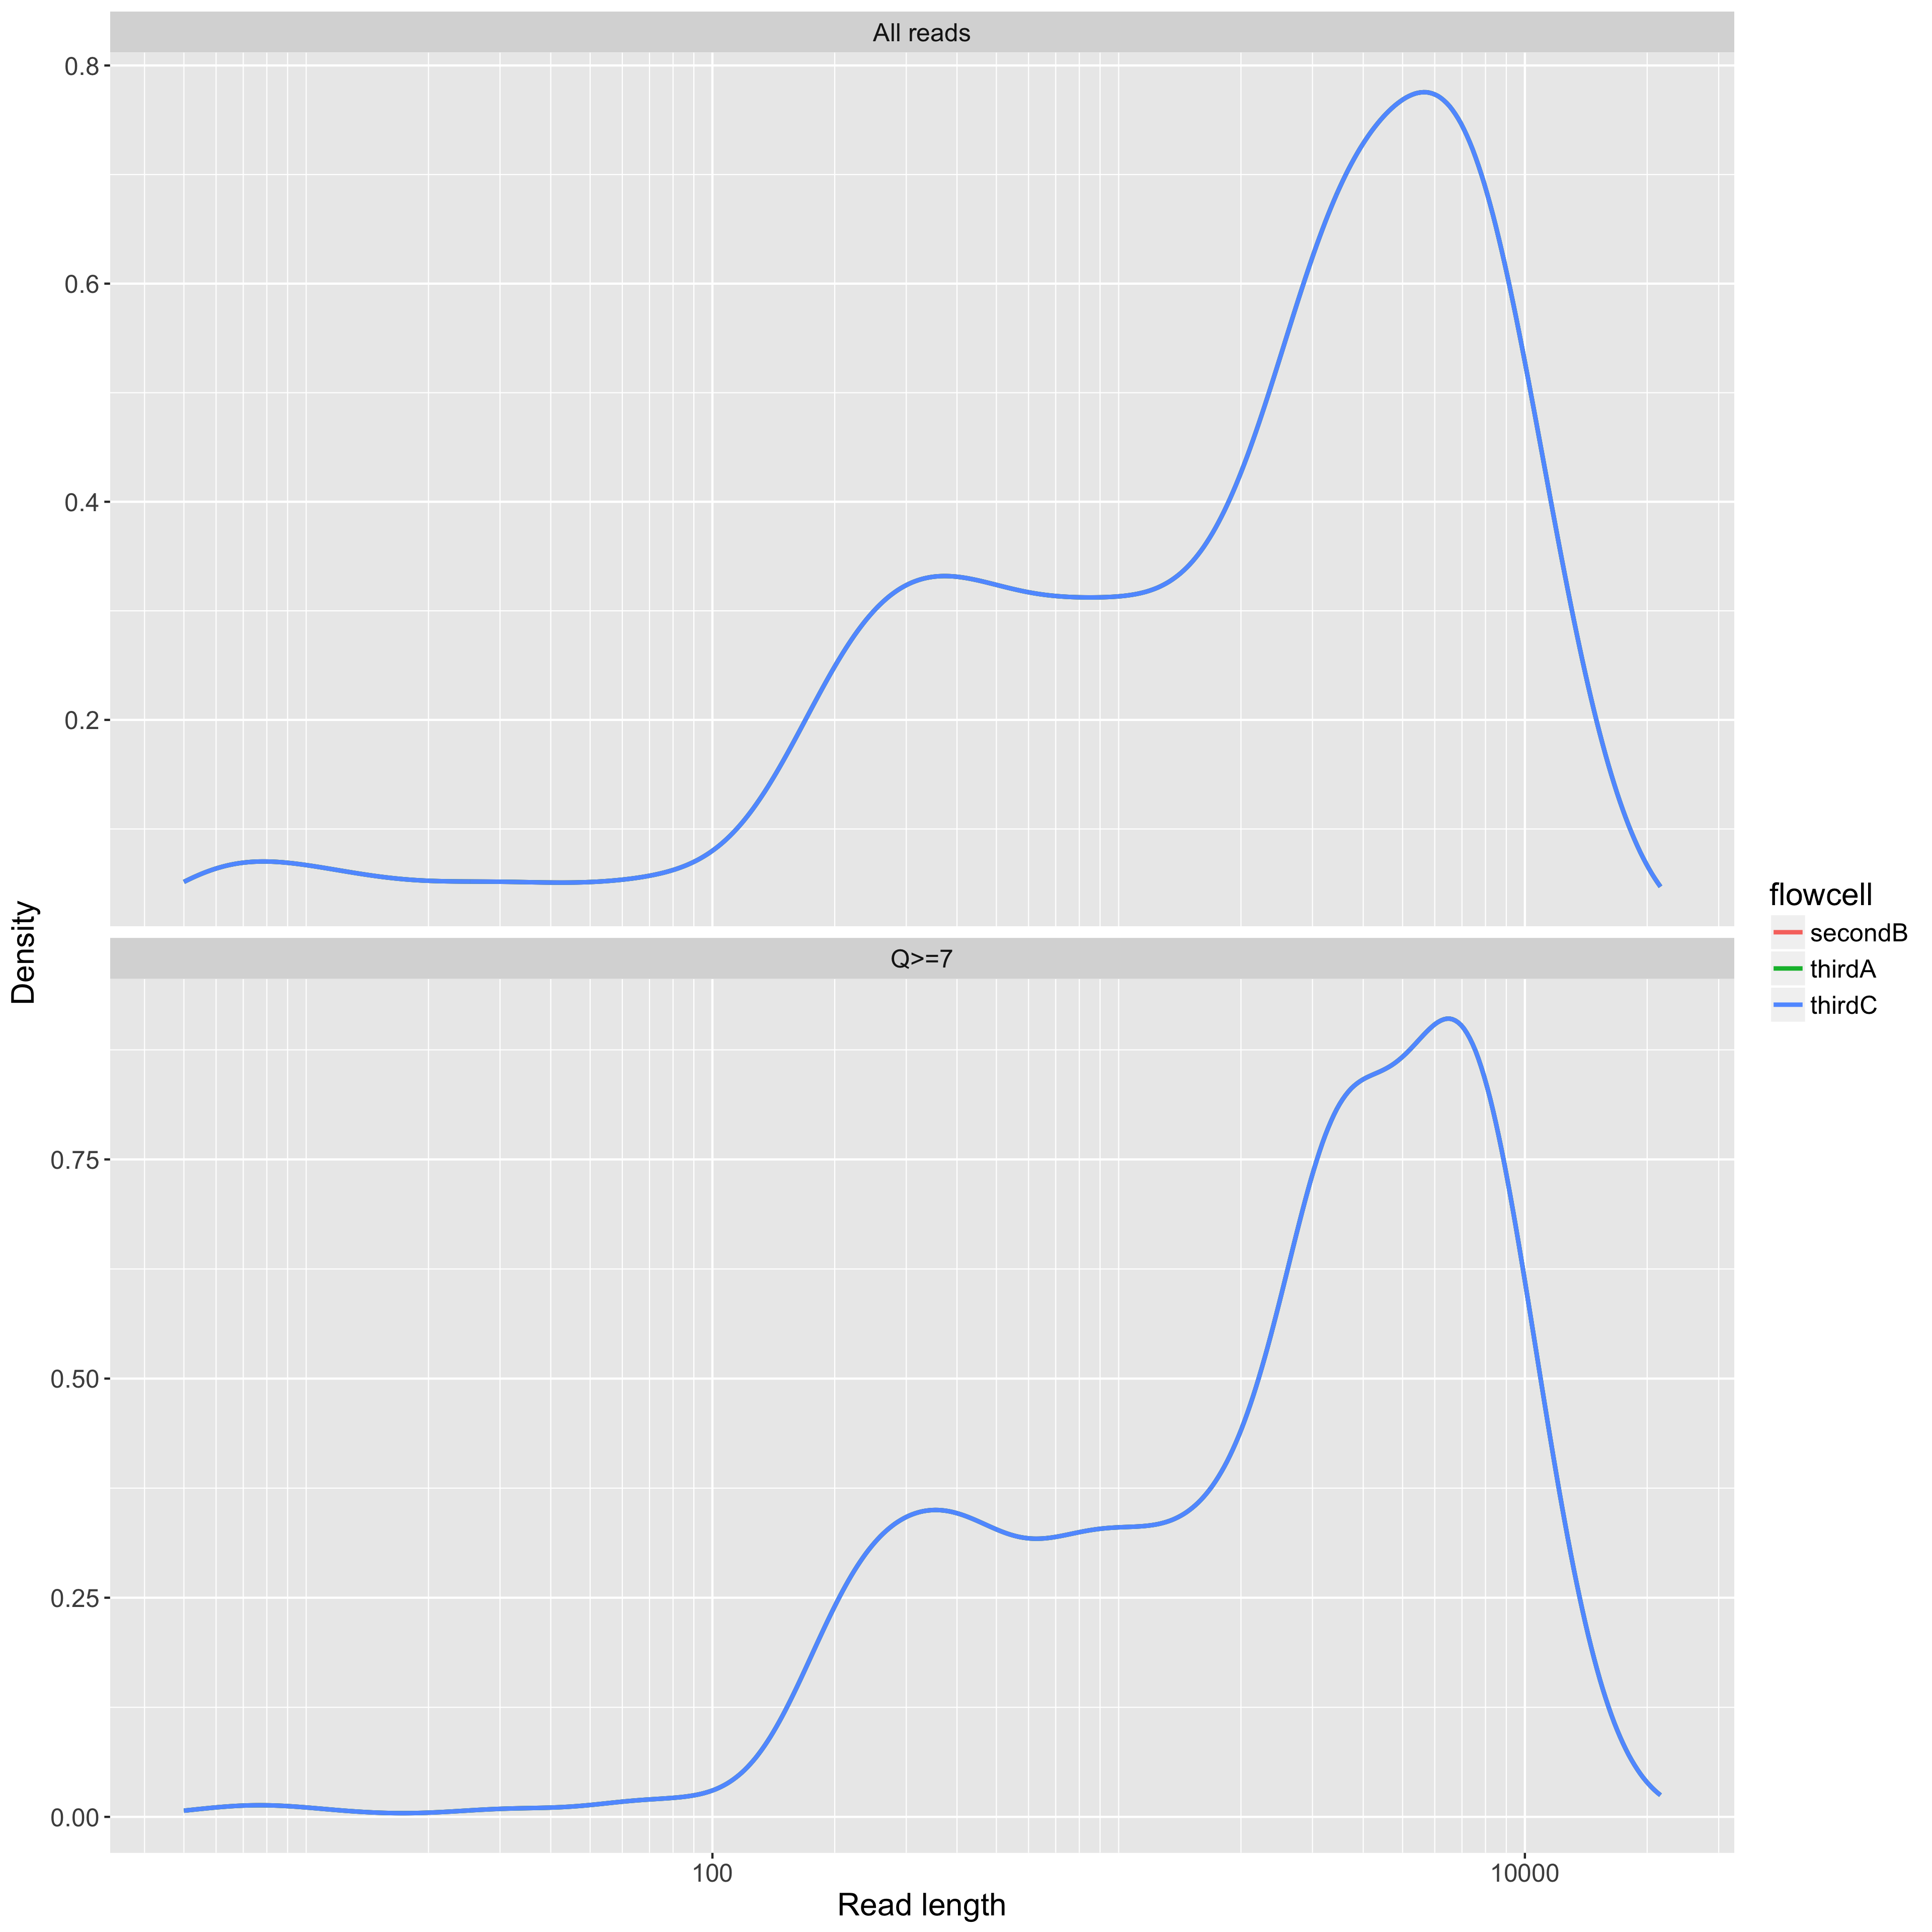 All reads
0.8
0.6
0.4
0.2
Density
Q>=7
0.75
0.50
0.25
0.00
100
10000
Read length
flowcell
secondB
thirdA
thirdC